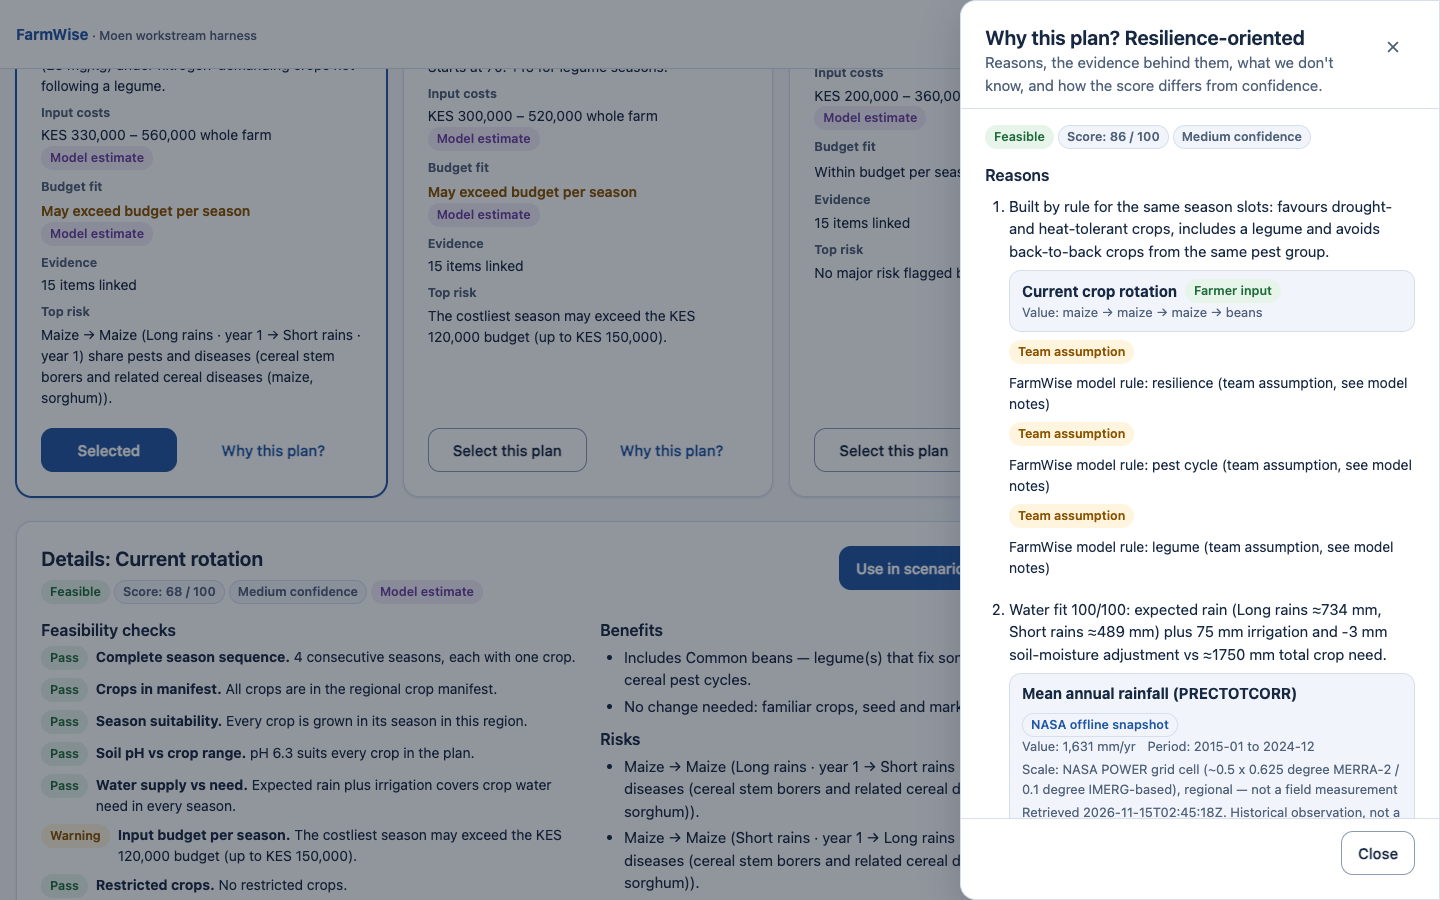 FarmWise · Moen workstream harness
following a legume.
Input costs
KES 330,000 – 560,000 whole farm
Model estimate
Budget fit
May exceed budget per season
Model estimate
Evidence
15 items linked
Top risk
Maize → Maize (Long rains · year 1 → Short rains ·
year 1) share pests and diseases (cereal stem
borers and related cereal diseases (maize,
sorghum)).
Selected
Why this plan?
Input costs
KES 300,000 – 520,000 whole farm
Model estimate
Budget fit
May exceed budget per season
Model estimate
Evidence
15 items linked
Top risk
The costliest season may exceed the KES
120,000 budget (up to KES 150,000).
Select this plan
Why this plan?
Input costs
KES 200,000 – 360,00
Model estimate
Budget fit
Within budget per seas
Evidence
15 items linked
Top risk
No major risk flagged b
Select this plan
Details: Current rotation
Use in scenario
Feasible
Score: 68 / 100
Medium confidence
Model estimate
Feasibility checks
Pass Complete season sequence. 4 consecutive seasons, each with one crop.
Pass Crops in manifest. All crops are in the regional crop manifest.
Pass Season suitability. Every crop is grown in its season in this region.
Pass Soil pH vs crop range. pH 6.3 suits every crop in the plan.
Pass Water supply vs need. Expected rain plus irrigation covers crop water
need in every season.
Warning Input budget per season. The costliest season may exceed the KES
120,000 budget (up to KES 150,000).
Pass Restricted crops. No restricted crops.
Benefits
• Includes Common beans — legume(s) that fix som
cereal pest cycles.
• No change needed: familiar crops, seed and mark
Risks
• Maize → Maize (Long rains · year 1 → Short rains
diseases (cereal stem borers and related cereal d
sorghum)).
• Maize → Maize (Short rains · year 1 → Long rains
diseases (cereal stem borers and related cereal d
sorghum)).
Why this plan? Resilience-oriented
Reasons, the evidence behind them, what we don't
know, and how the score differs from confidence.
Feasible
Score: 86 / 100
Medium confidence
Reasons
1. Built by rule for the same season slots: favours drought-
and heat-tolerant crops, includes a legume and avoids
back-to-back crops from the same pest group.
Current crop rotation Farmer input
Value: maize → maize → maize → beans
Team assumption
FarmWise model rule: resilience (team assumption, see model
notes)
Team assumption
FarmWise model rule: pest cycle (team assumption, see model
notes)
Team assumption
FarmWise model rule: legume (team assumption, see model
notes)
2. Water fit 100/100: expected rain (Long rains ≈734 mm,
Short rains ≈489 mm) plus 75 mm irrigation and -3 mm
soil-moisture adjustment vs ≈1750 mm total crop need.
Mean annual rainfall (PRECTOTCORR)
NASA offline snapshot
Value: 1,631 mm/yr Period: 2015-01 to 2024-12
Scale: NASA POWER grid cell (~0.5 x 0.625 degree MERRA-2 /
0.1 degree IMERG-based), regional — not a field measurement
Retrieved 2026-11-15T02:45:18Z. Historical observation, not a
Close